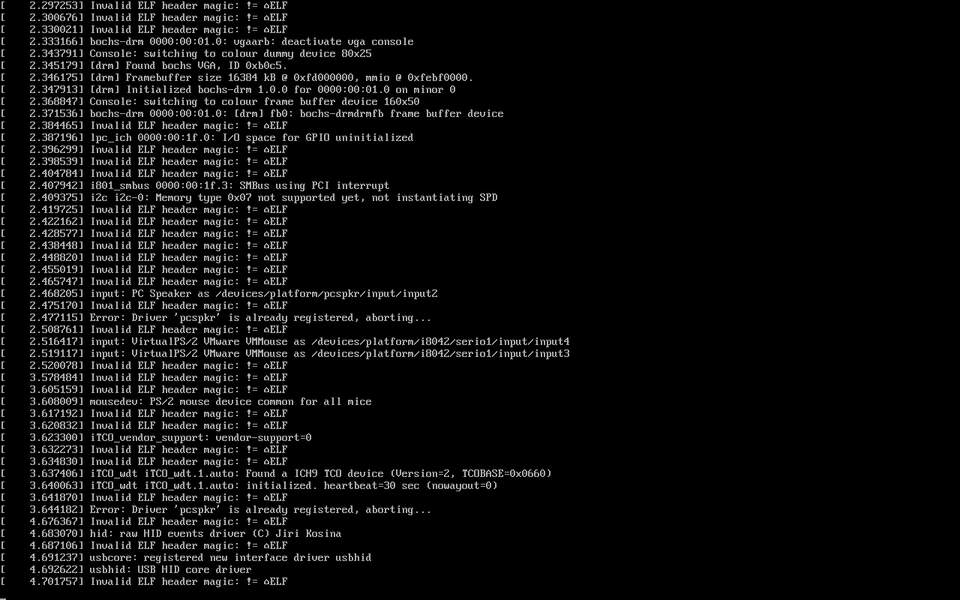 [    2.297253] Invalid ELF header magic: != ⌂ELF
[    2.300676] Invalid ELF header magic: != ⌂ELF
[    2.330021] Invalid ELF header magic: != ⌂ELF
[    2.333166] bochs-drm 0000:00:01.0: vgaarb: deactivate vga console
[    2.343791] Console: switching to colour dummy device 80x25
[    2.345179] [drm] Found bochs VGA, ID 0xb0c5.
[    2.346175] [drm] Framebuffer size 16384 kB @ 0xfd000000, mmio @ 0xfebf0000.
[    2.347913] [drm] Initialized bochs-drm 1.0.0 for 0000:00:01.0 on minor 0
[    2.368847] Console: switching to colour frame buffer device 160x50
[    2.371536] bochs-drm 0000:00:01.0: [drm] fb0: bochs-drmdrmfb frame buffer device
[    2.384465] Invalid ELF header magic: != ⌂ELF
[    2.387196] lpc_ich 0000:00:1f.0: I/O space for GPIO uninitialized
[    2.396299] Invalid ELF header magic: != ⌂ELF
[    2.398539] Invalid ELF header magic: != ⌂ELF
[    2.404784] Invalid ELF header magic: != ⌂ELF
[    2.407942] i801_smbus 0000:00:1f.3: SMBus using PCI interrupt
[    2.409375] i2c i2c-0: Memory type 0x07 not supported yet, not instantiating SPD
[    2.419725] Invalid ELF header magic: != ⌂ELF
[    2.422162] Invalid ELF header magic: != ⌂ELF
[    2.428577] Invalid ELF header magic: != ⌂ELF
[    2.438448] Invalid ELF header magic: != ⌂ELF
[    2.448820] Invalid ELF header magic: != ⌂ELF
[    2.455019] Invalid ELF header magic: != ⌂ELF
[    2.465747] Invalid ELF header magic: != ⌂ELF
[    2.468205] input: PC Speaker as /devices/platform/pcspkr/input/input2
[    2.475170] Invalid ELF header magic: != ⌂ELF
[    2.477115] Error: Driver 'pcspkr' is already registered, aborting...
[    2.508761] Invalid ELF header magic: != ⌂ELF
[    2.516417] input: VirtualPS/2 VMware VMMouse as /devices/platform/i8042/serio1/input/input4
[    2.519117] input: VirtualPS/2 VMware VMMouse as /devices/platform/i8042/serio1/input/input3
[    2.520078] Invalid ELF header magic: != ⌂ELF
[    3.578484] Invalid ELF header magic: != ⌂ELF
[    3.605159] Invalid ELF header magic: != ⌂ELF
[    3.608009] mousedev: PS/2 mouse device common for all mice
[    3.617192] Invalid ELF header magic: != ⌂ELF
[    3.620832] Invalid ELF header magic: != ⌂ELF
[    3.623300] iTCO_vendor_support: vendor-support=0
[    3.632273] Invalid ELF header magic: != ⌂ELF
[    3.634830] Invalid ELF header magic: != ⌂ELF
[    3.637406] iTCO_wdt iTCO_wdt.1.auto: Found a ICH9 TCO device (Version=2, TCOBASE=0x0660)
[    3.640063] iTCO_wdt iTCO_wdt.1.auto: initialized. heartbeat=30 sec (nowayout=0)
[    3.641870] Invalid ELF header magic: != ⌂ELF
[    3.644182] Error: Driver 'pcspkr' is already registered, aborting...
[    4.676367] Invalid ELF header magic: != ⌂ELF
[    4.683070] hid: raw HID events driver (C) Jiri Kosina
[    4.687106] Invalid ELF header magic: != ⌂ELF
[    4.691237] usbcore: registered new interface driver usbhid
[    4.692622] usbhid: USB HID core driver
[    4.701757] Invalid ELF header magic: != ⌂ELF